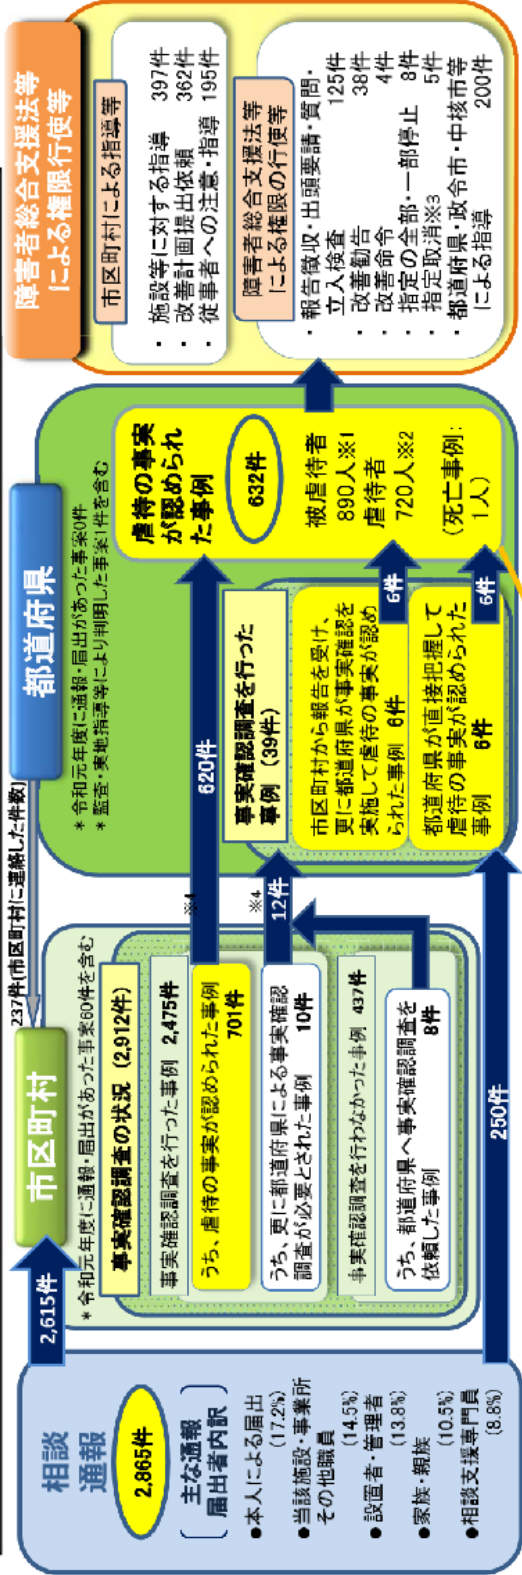 相談
通報
2,865件
主な通報
届出者内訳
●本人による届出
(17.2%)
●当該施設・事業所
その他職員
(14.5%)
●設置者・管理者
(13.8%)
●家族・親族
(10.5%)
●相談支援専門員
(8.8%)
2,615件
250件
237件(市区町村に連絡した件数)
市区町村
*令和元年度に通報・届出があった事案60件を含む
事実確認調査の状況 (2,912件)
事実確認調査を行った事例 2,475件
うち、虐待の事実が認められた事例
701件
うち、更に都道府県による事実確認
調査が必要とされた事例 10件
事実確認調査を行わなかった事例 437件
うち、都道府県へ事実確認調査を
依頼した事例 8件
※4
620件
※4
12件
都道府県
*令和元年度に通報・届出があった事案0件
*監査・実地指導等により判明した事案1件を含む
事実確認調査を行った
事例 (39件)
市区町村から報告を受け、
更に都道府県が事実確認を
実施して虐待の事実が認め
られた事例 6件
都道府県が直接把握して
虐待の事実が認められた
事例 6件
6件
6件
虐待の事実
が認められ
た事例
632件
被虐待者
890人※1
虐待者
720人※2
(死亡事例:
1人)
障害者総合支援法等
による権限行使等
市区町村による指導等
・ 施設等に対する指導 397件
・ 改善計画提出依頼 362件
・ 従事者への注意・指導 195件
障害者総合支援法等
による権限の行使等
・ 報告徴収・出頭要請・質問・
立入検査 125件
・ 改善勧告 38件
・ 改善命令 4件
・ 指定の全部・一部停止 8件
・ 指定取消※3 5件
・ 都道府県・政令市・中核市等
による指導 200件